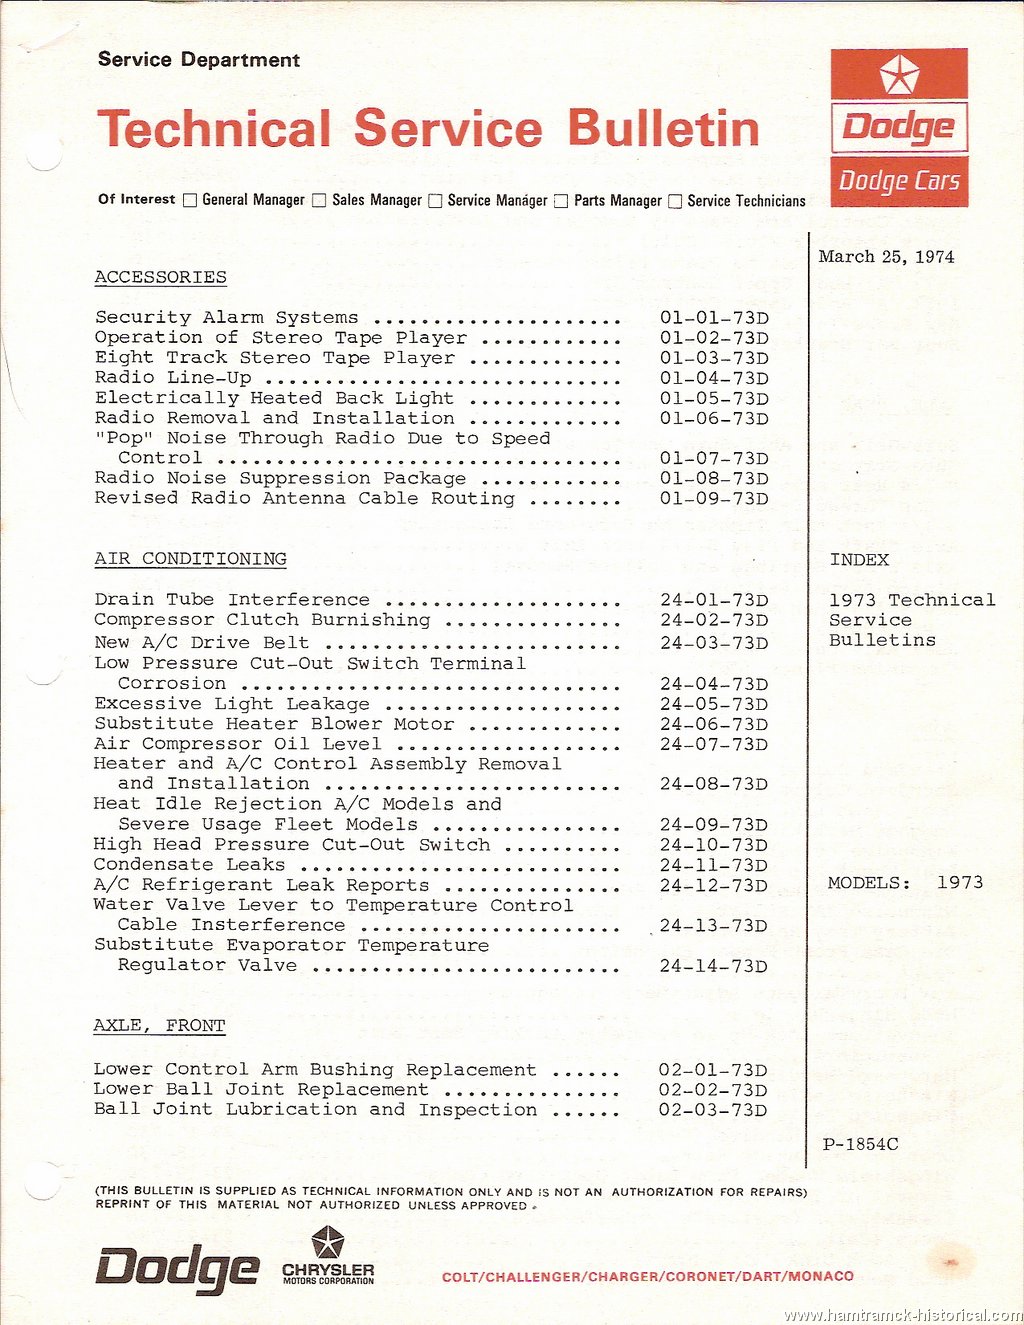 Service Department
Technical Service Bulletin
Dodge
Dodge Cars
Of Interest □ General Manager □ Sales Manager □ Service Manager □ Parts Manager □ Service Technicians
March 25, 1974
ACCESSORIES
Security Alarm Systems ..................... 01-01-73D
Operation of Stereo Tape Player ............ 01-02-73D
Eight Track Stereo Tape Player ............. 01-03-73D
Radio Line-Up .............................. 01-04-73D
Electrically Heated Back Light ............. 01-05-73D
Radio Removal and Installation ............. 01-06-73D
"Pop" Noise Through Radio Due to Speed
Control .................................. 01-07-73D
Radio Noise Suppression Package ............ 01-08-73D
Revised Radio Antenna Cable Routing ........ 01-09-73D
AIR CONDITIONING
INDEX
Drain Tube Interference .................... 24-01-73D
1973 Technical
Compressor Clutch Burnishing ............... 24-02-73D
Service
New A/C Drive Belt ......................... 24-03-73D
Bulletins
Low Pressure Cut-Out Switch Terminal
Corrosion ................................ 24-04-73D
Excessive Light Leakage .................... 24-05-73D
Substitute Heater Blower Motor ............. 24-06-73D
Air Compressor Oil Level ................... 24-07-73D
Heater and A/C Control Assembly Removal
and Installation ......................... 24-08-73D
Heat Idle Rejection A/C Models and
Severe Usage Fleet Models ................ 24-09-73D
High Head Pressure Cut-Out Switch .......... 24-10-73D
Condensate Leaks ........................... 24-11-73D
A/C Refrigerant Leak Reports ............... 24-12-73D
MODELS: 1973
Water Valve Lever to Temperature Control
Cable Insterference ...................... 24-13-73D
Substitute Evaporator Temperature
Regulator Valve .......................... 24-14-73D
AXLE, FRONT
Lower Control Arm Bushing Replacement ...... 02-01-73D
Lower Ball Joint Replacement ............... 02-02-73D
Ball Joint Lubrication and Inspection ...... 02-03-73D
P-1854C
(THIS BULLETIN IS SUPPLIED AS TECHNICAL INFORMATION ONLY AND IS NOT AN AUTHORIZATION FOR REPAIRS)
REPRINT OF THIS MATERIAL NOT AUTHORIZED UNLESS APPROVED.
Dodge
CHRYSLER
MOTORS CORPORATION
COLT/CHALLENGER/CHARGER/CORONET/DART/MONACO
www.hamtramck-historical.com